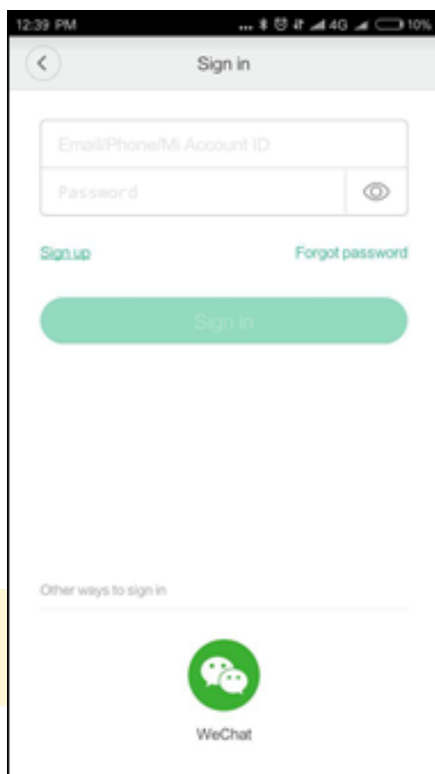 12:39 PM ... 4G 10%
Sign in
Email/Phone/Mi Account ID
Password
Sign up Forgot password
Sign in
Other ways to sign in
WeChat